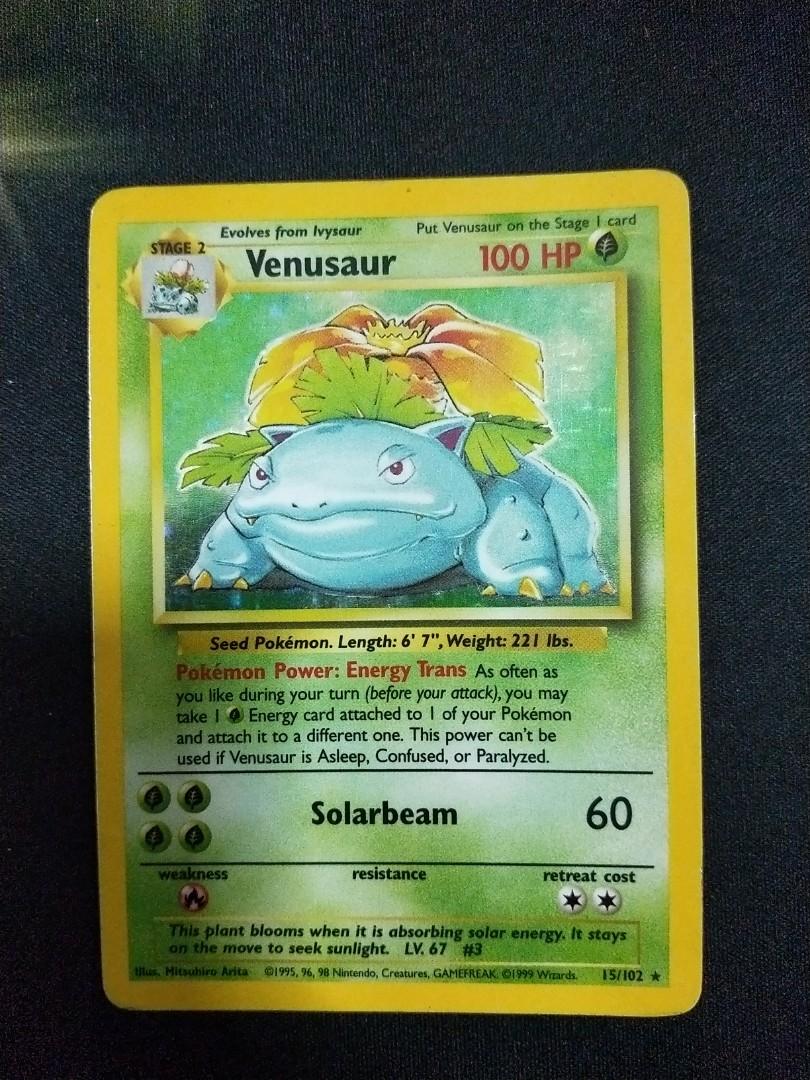 Evolves from Ivysaur
Put Venusaur on the Stage 1 card
STAGE 2
Venusaur
100 HP
Seed Pokémon. Length: 6' 7", Weight: 221 lbs.
Pokémon Power: Energy Trans As often as
you like during your turn (before your attack), you may
take 1 Energy card attached to 1 of your Pokémon
and attach it to a different one. This power can't be
used if Venusaur is Asleep, Confused, or Paralyzed.
Solarbeam
60
weakness
resistance
retreat cost
This plant blooms when it is absorbing solar energy. It stays
on the move to seek sunlight. LV. 67 #3
Illus. Mitsuhiro Arita ©1995, 96, 98 Nintendo, Creatures, GAMEFREAK. ©1999 Wizards. 15/102 ★